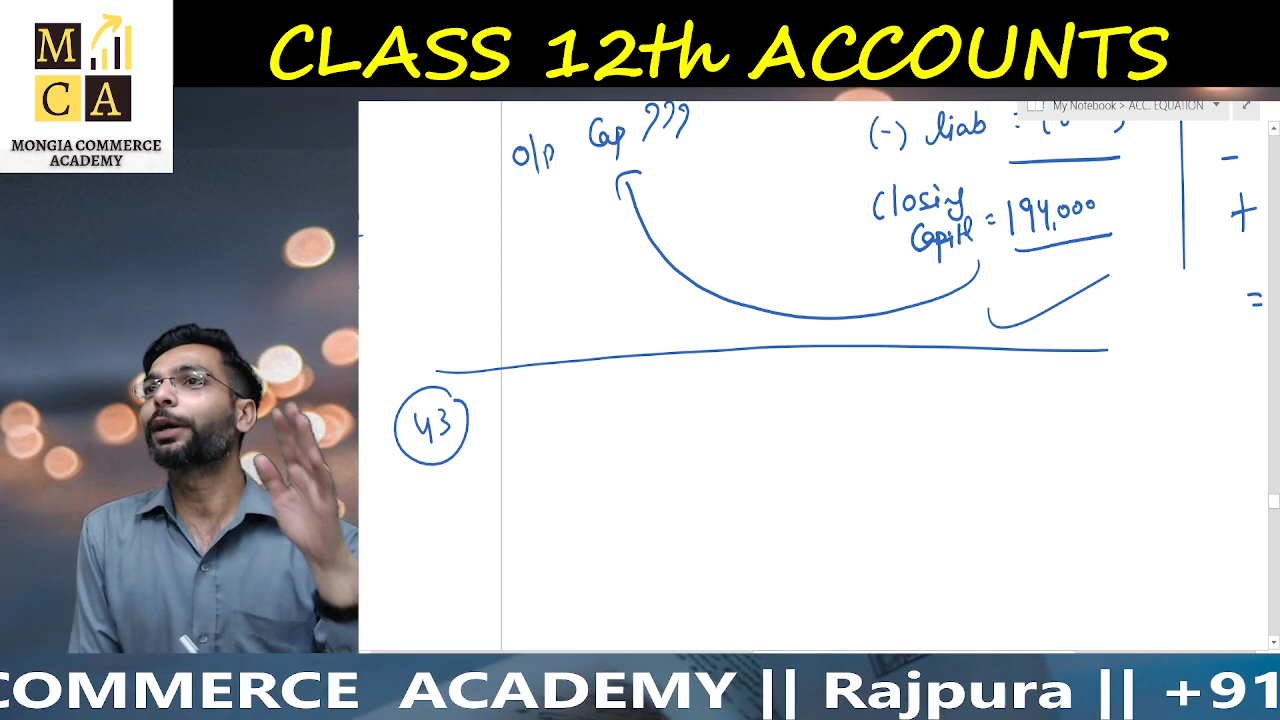 M
C A
MONGIA COMMERCE
ACADEMY
CLASS 12th ACCOUNTS
My Notebook > ACC. EQUATION
o/p Cap ???
(-) liab :
Closing
Capitl = 194,000
-
+
=
43
COMMERCE ACADEMY || Rajpura || +91